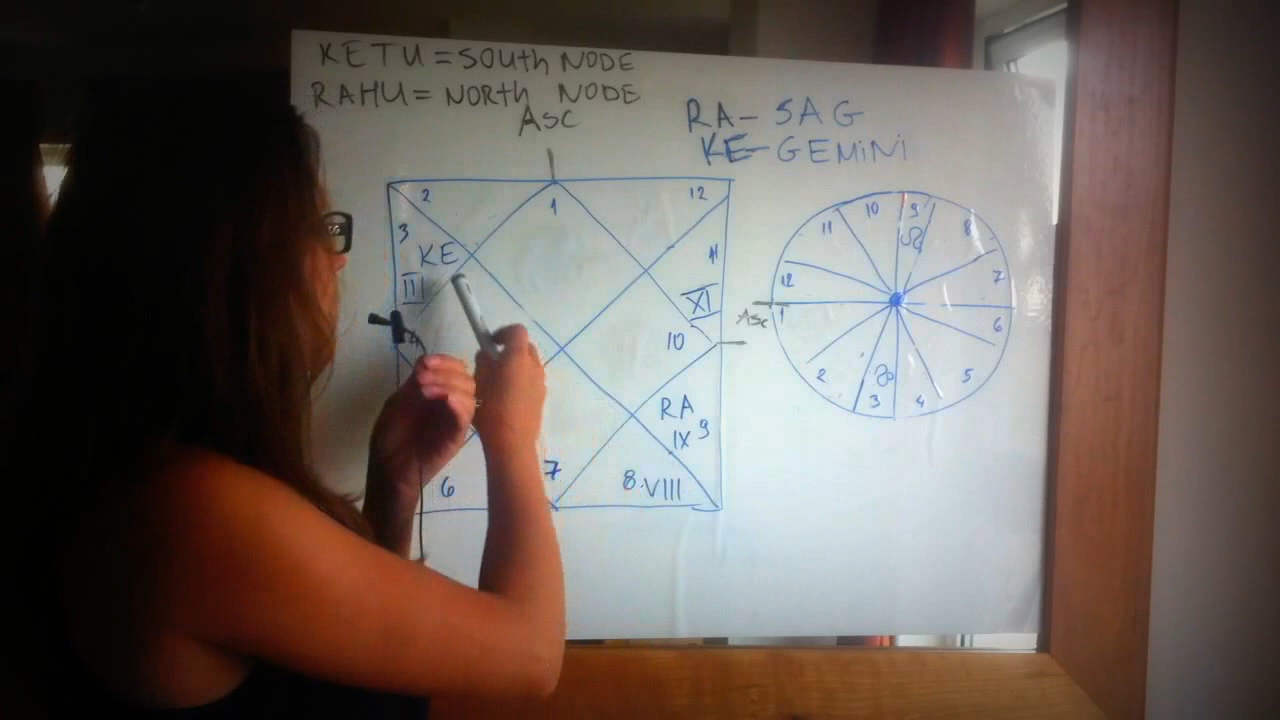 KETU = SOUTH NODE
RAHU = NORTH NODE
ASC
RA - SAG
KE - GEMINI
2
1
12
3
KE
III
11
XI
10
RA
IX 9
6
7
8. VIII
10
9
11
8
12
7
Asc
1
6
2
3
4
5